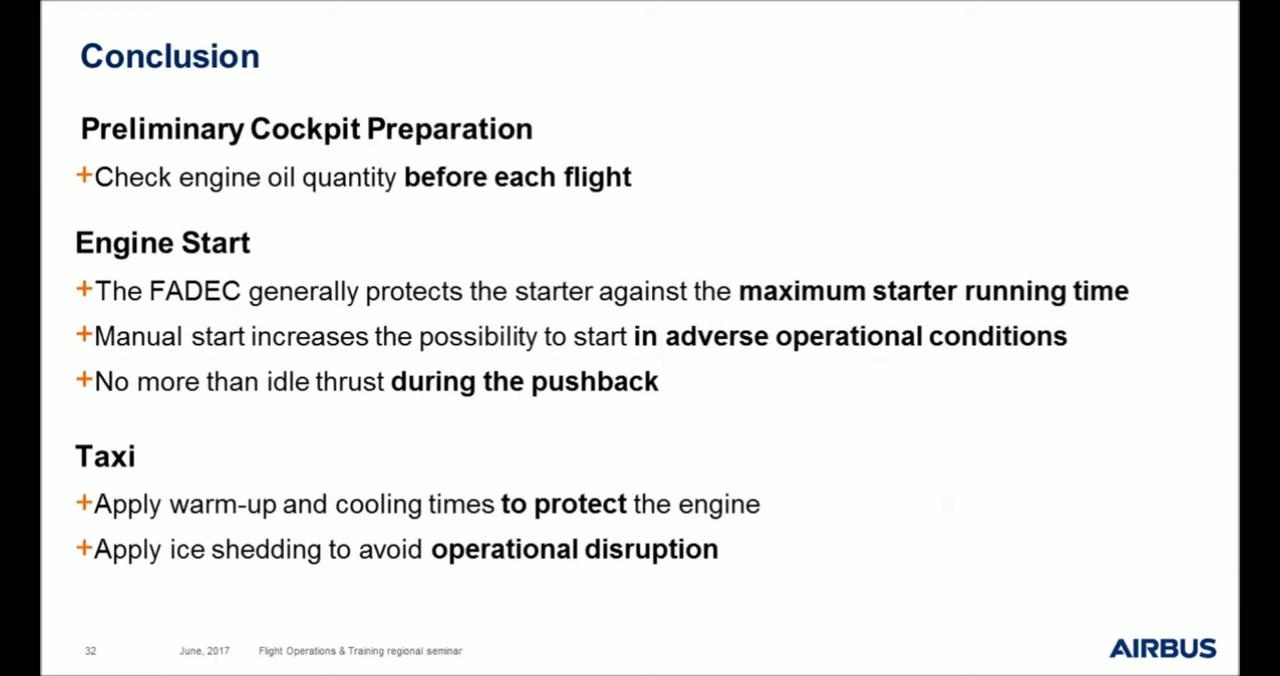 Conclusion
Preliminary Cockpit Preparation
+Check engine oil quantity before each flight
Engine Start
+The FADEC generally protects the starter against the maximum starter running time
+Manual start increases the possibility to start in adverse operational conditions
+No more than idle thrust during the pushback
Taxi
+Apply warm-up and cooling times to protect the engine
+Apply ice shedding to avoid operational disruption
32 June, 2017 Flight Operations & Training regional seminar
AIRBUS